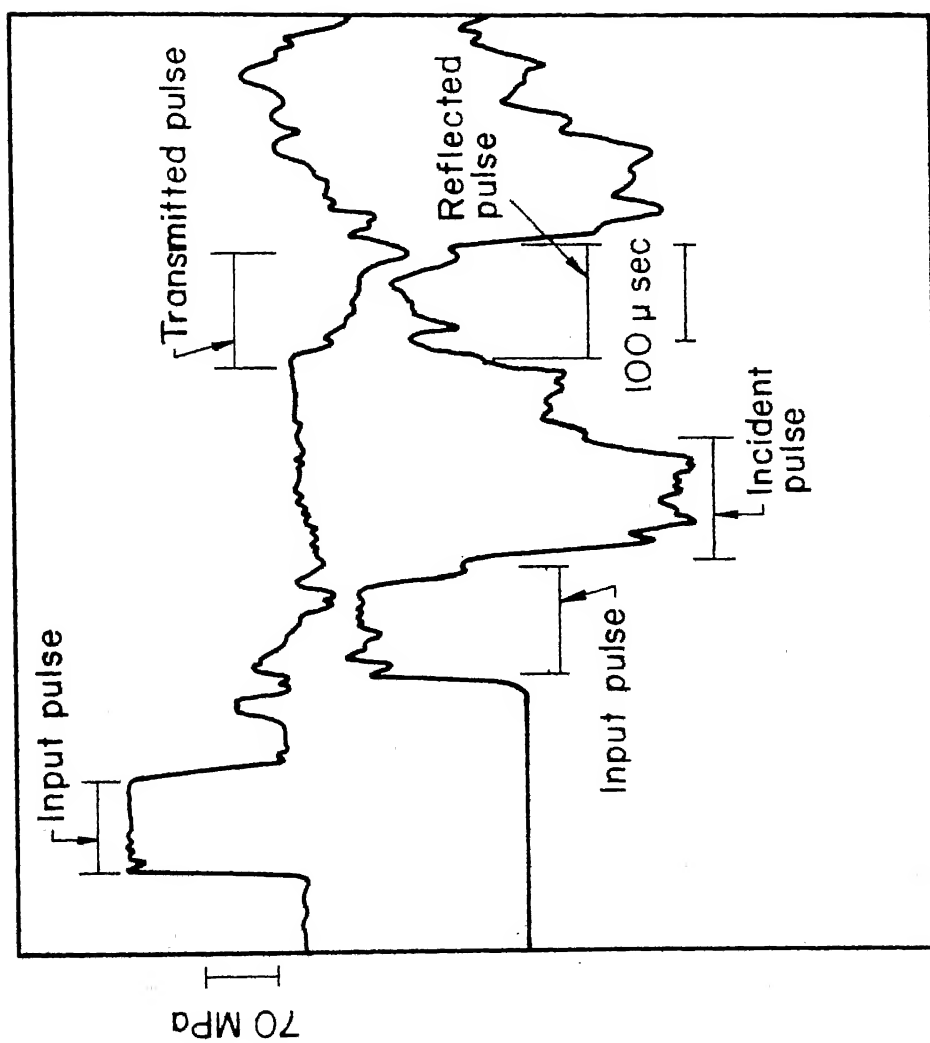 Input pulse
Transmitted pulse
Reflected
pulse
100 μ sec
Incident
pulse
Input pulse
70 MPa